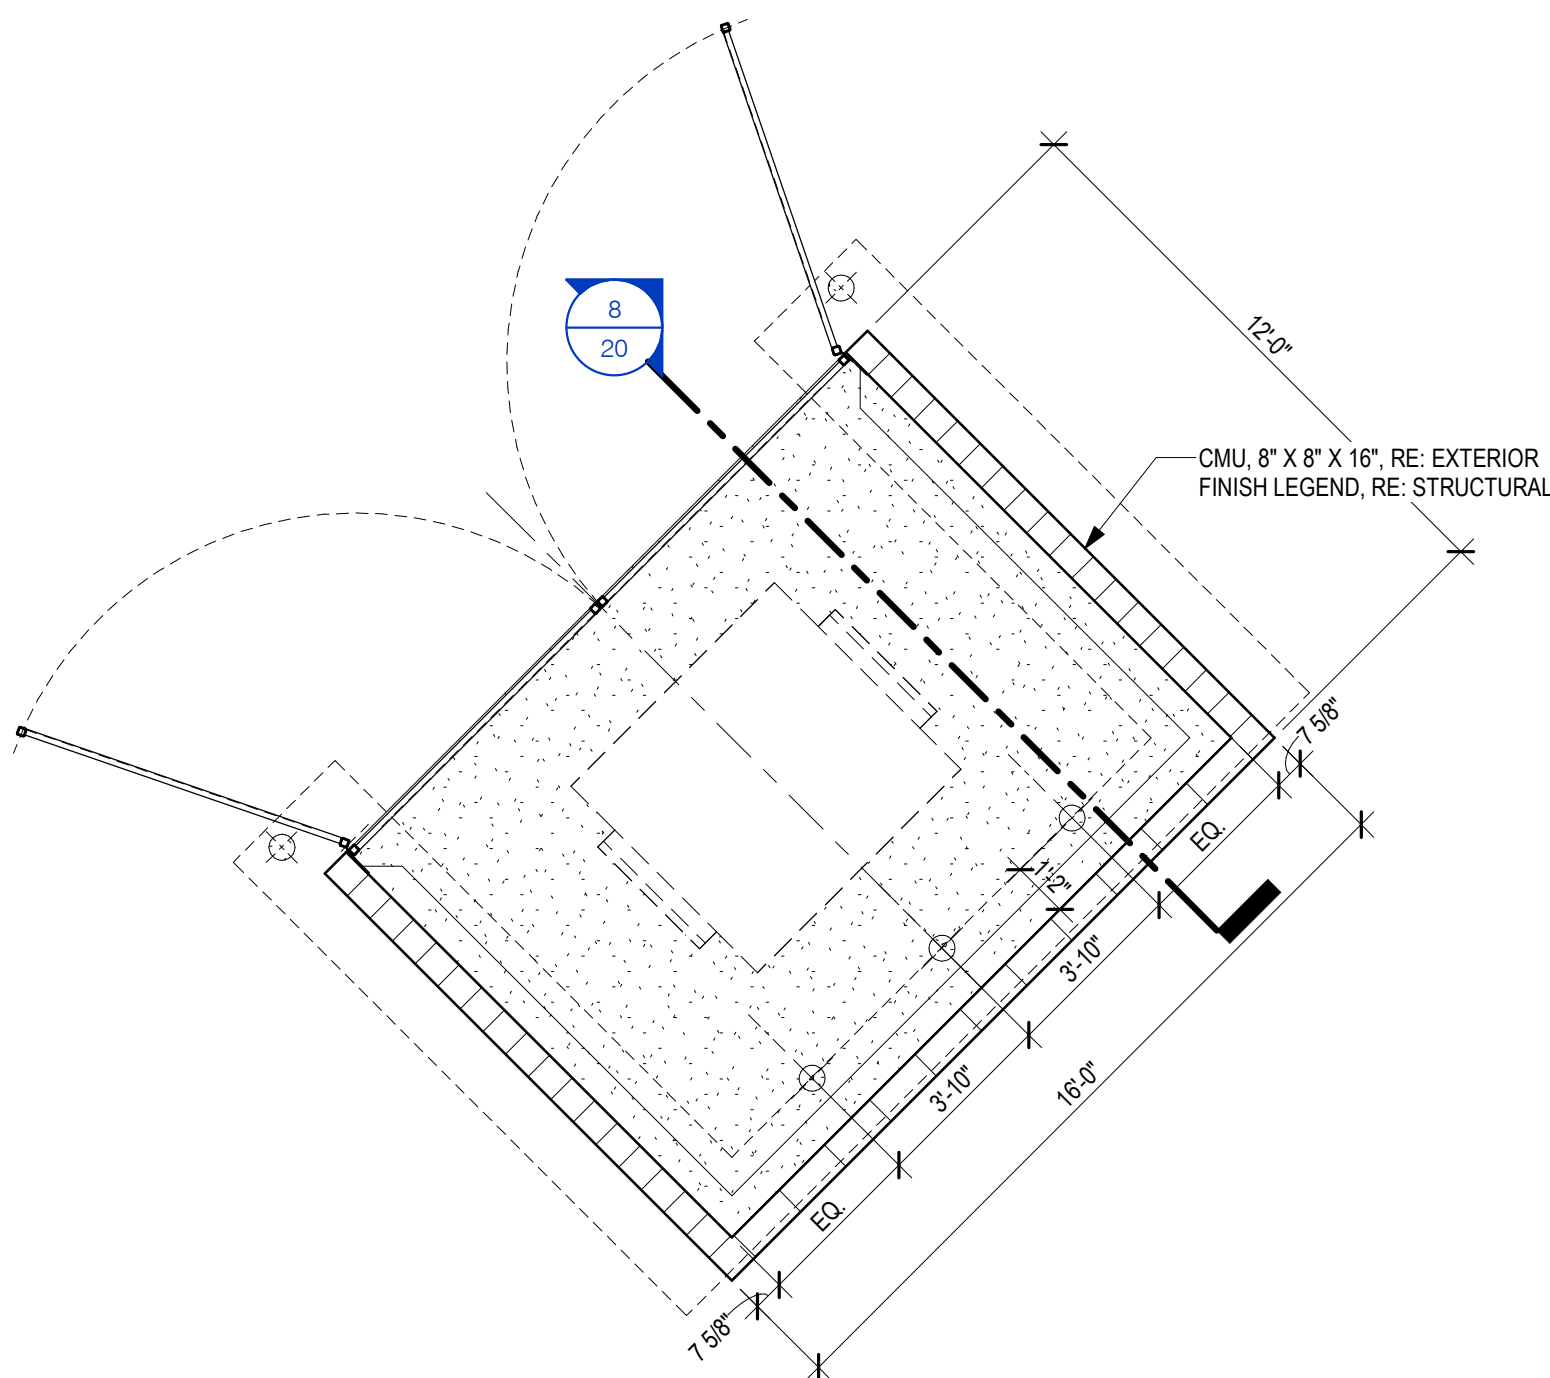 8
20
12'-0"
CMU, 8" X 8" X 16", RE: EXTERIOR
FINISH LEGEND, RE: STRUCTURAL
7 5/8"
EQ.
1'-2"
3'-10"
3'-10"
16'-0"
EQ.
7 5/8"